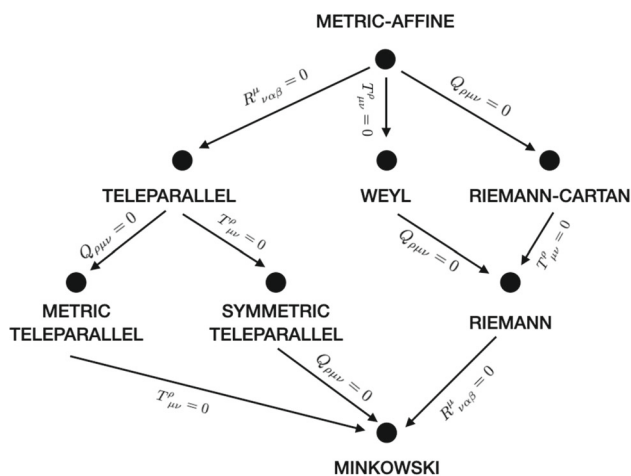 METRIC-AFFINE
R^μ_{ναβ} = 0
T^ρ_{μν} = 0
Q_{ρμν} = 0
TELEPARALLEL
WEYL
RIEMANN-CARTAN
Q_{ρμν} = 0
T^ρ_{μν} = 0
Q_{ρμν} = 0
T^ρ_{μν} = 0
METRIC
TELEPARALLEL
SYMMETRIC
TELEPARALLEL
RIEMANN
T^ρ_{μν} = 0
Q_{ρμν} = 0
R^μ_{ναβ} = 0
MINKOWSKI